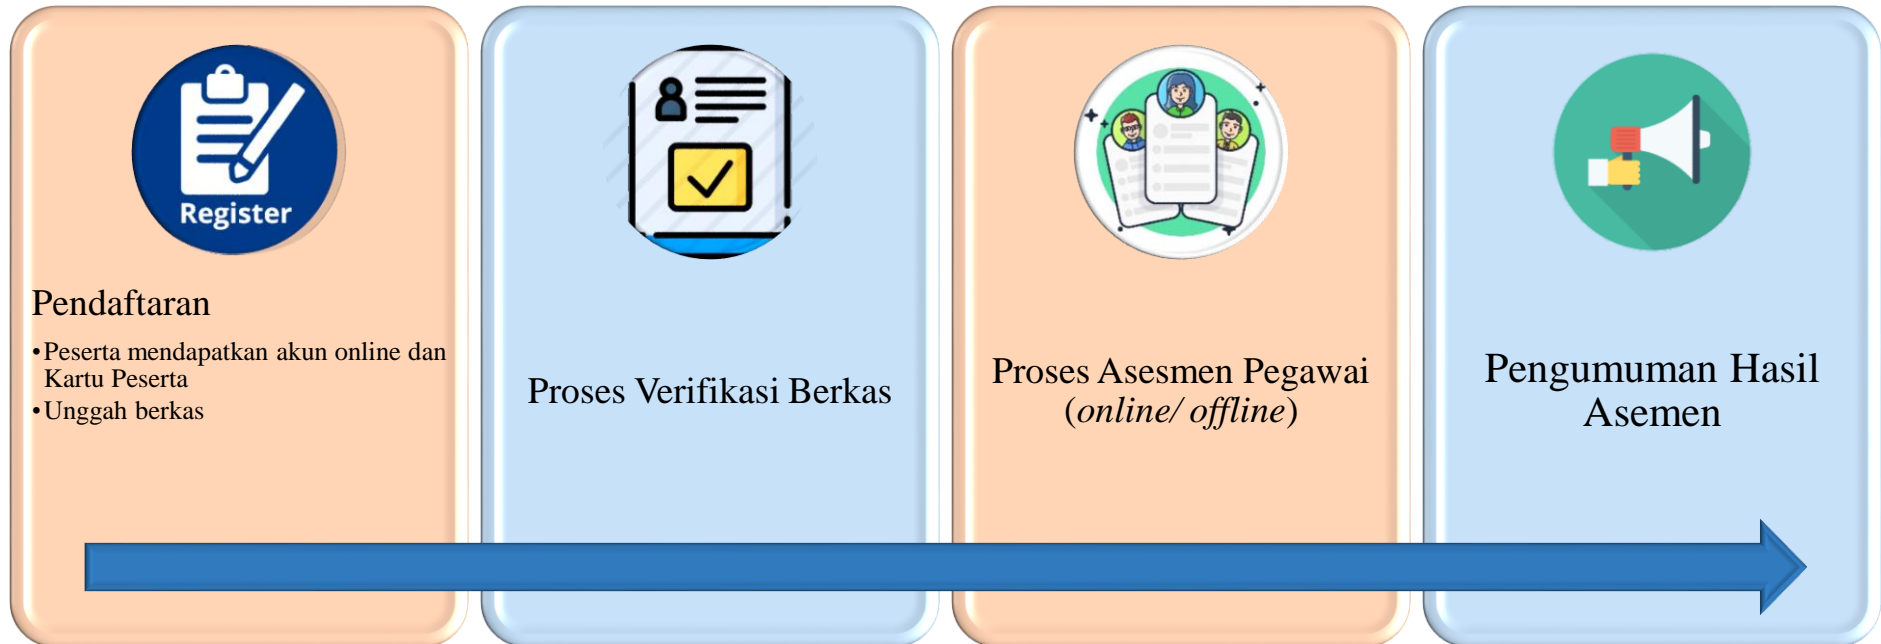 Register
Pendaftaran
•Peserta mendapatkan akun online dan
Kartu Peserta
•Unggah berkas
Proses Verifikasi Berkas
Proses Asesmen Pegawai
(online/ offline)
Pengumuman Hasil
Asemen